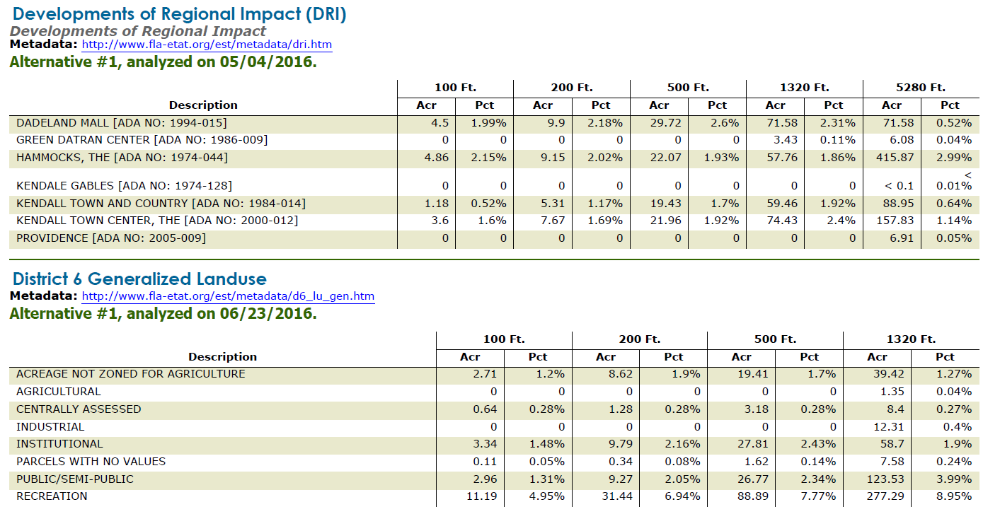 Developments of Regional Impact (DRI)
Developments of Regional Impact
Metadata: http://www.fla-etat.org/est/metadata/dri.htm
Alternative #1, analyzed on 05/04/2016.
100 Ft. 200 Ft. 500 Ft. 1320 Ft. 5280 Ft.
Description Acr Pct Acr Pct Acr Pct Acr Pct Acr Pct
DADELAND MALL [ADA NO: 1994-015] 4.5 1.99% 9.9 2.18% 29.72 2.6% 71.58 2.31% 71.58 0.52%
GREEN DATRAN CENTER [ADA NO: 1986-009] 0 0 0 0 0 0 3.43 0.11% 6.08 0.04%
HAMMOCKS, THE [ADA NO: 1974-044] 4.86 2.15% 9.15 2.02% 22.07 1.93% 57.76 1.86% 415.87 2.99%
<
KENDALE GABLES [ADA NO: 1974-128] 0 0 0 0 0 0 0 0 < 0.1 0.01%
KENDALL TOWN AND COUNTRY [ADA NO: 1984-014] 1.18 0.52% 5.31 1.17% 19.43 1.7% 59.46 1.92% 88.95 0.64%
KENDALL TOWN CENTER, THE [ADA NO: 2000-012] 3.6 1.6% 7.67 1.69% 21.96 1.92% 74.43 2.4% 157.83 1.14%
PROVIDENCE [ADA NO: 2005-009] 0 0 0 0 0 0 0 0 6.91 0.05%
District 6 Generalized Landuse
Metadata: http://www.fla-etat.org/est/metadata/d6_lu_gen.htm
Alternative #1, analyzed on 06/23/2016.
100 Ft. 200 Ft. 500 Ft. 1320 Ft.
Description Acr Pct Acr Pct Acr Pct Acr Pct
ACREAGE NOT ZONED FOR AGRICULTURE 2.71 1.2% 8.62 1.9% 19.41 1.7% 39.42 1.27%
AGRICULTURAL 0 0 0 0 0 0 1.35 0.04%
CENTRALLY ASSESSED 0.64 0.28% 1.28 0.28% 3.18 0.28% 8.4 0.27%
INDUSTRIAL 0 0 0 0 0 0 12.31 0.4%
INSTITUTIONAL 3.34 1.48% 9.79 2.16% 27.81 2.43% 58.7 1.9%
PARCELS WITH NO VALUES 0.11 0.05% 0.34 0.08% 1.62 0.14% 7.58 0.24%
PUBLIC/SEMI-PUBLIC 2.96 1.31% 9.27 2.05% 26.77 2.34% 123.53 3.99%
RECREATION 11.19 4.95% 31.44 6.94% 88.89 7.77% 277.29 8.95%